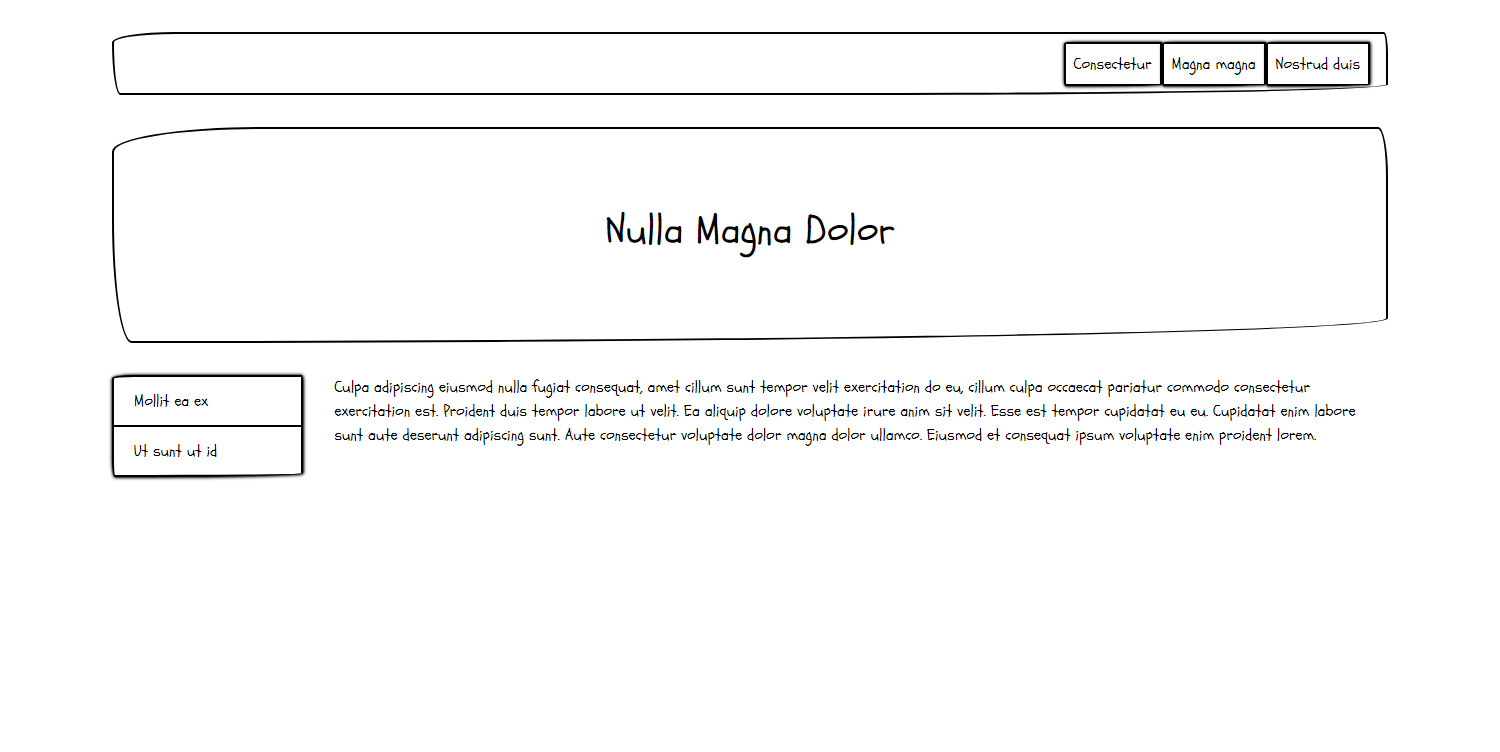 Consectetur Magna magna Nostrud duis
Nulla Magna Dolor
Mollit ea ex
Ut sunt ut id
Culpa adipiscing eiusmod nulla fugiat consequat, amet cillum sunt tempor velit exercitation do eu, cillum culpa occaecat pariatur commodo consectetur
exercitation est. Proident duis tempor labore ut velit. Ea aliquip dolore voluptate irure anim sit velit. Esse est tempor cupidatat eu eu. Cupidatat enim labore
sunt aute deserunt adipiscing sunt. Aute consectetur voluptate dolor magna dolor ullamco. Eiusmod et consequat ipsum voluptate enim proident lorem.